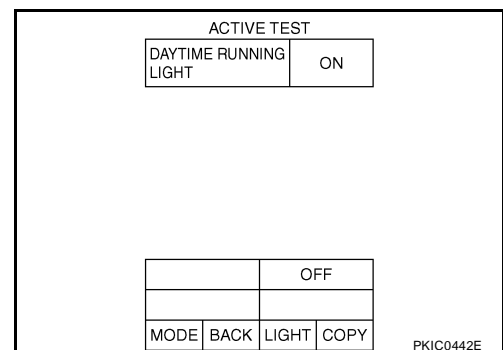 ACTIVE TEST
DAYTIME RUNNING
LIGHT
ON
OFF
MODE BACK LIGHT COPY
PKIC0442E